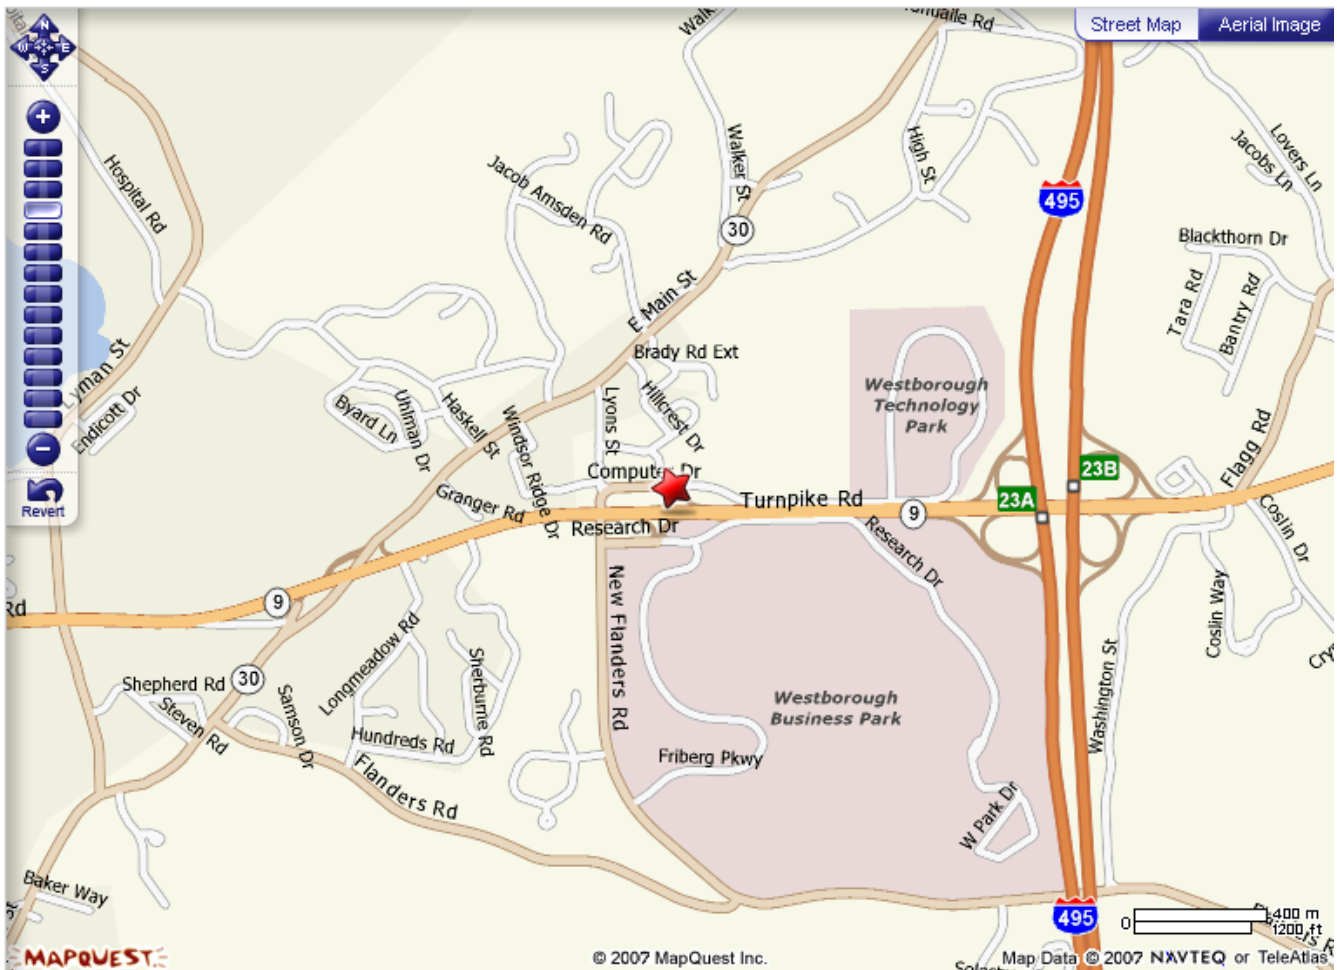 Street Map
Aerial Image
N
W
E
S
Revert
Hospital Rd
Lyman St
Endicott Dr
Jacob Amsden Rd
Walker St
High St
30
E Main St
Brady Rd Ext
Hillcrest Dr
Lyons St
Byard Ln
Uhlman Dr
Haskell St
Windsor Ridge Dr
Granger Rd
Computer Dr
Research Dr
Turnpike Rd
9
Research Dr
Westborough
Technology
Park
495
23A
23B
Lovers Ln
Jacobs Ln
Blackthorn Dr
Tara Rd
Bantry Rd
Flagg Rd
Coslin Dr
Coslin Way
Washington St
Rd
9
30
Shepherd Rd
Steven Rd
Samson Dr
Longmeadow Rd
Hundreds Rd
Sherburne Rd
Flanders Rd
New Flanders Rd
Friberg Pkwy
Westborough
Business Park
W Park Dr
Baker Way
495
0
400 m
1200 ft
MAPQUEST
© 2007 MapQuest Inc.
Map Data © 2007 NAVTEQ or TeleAtlas